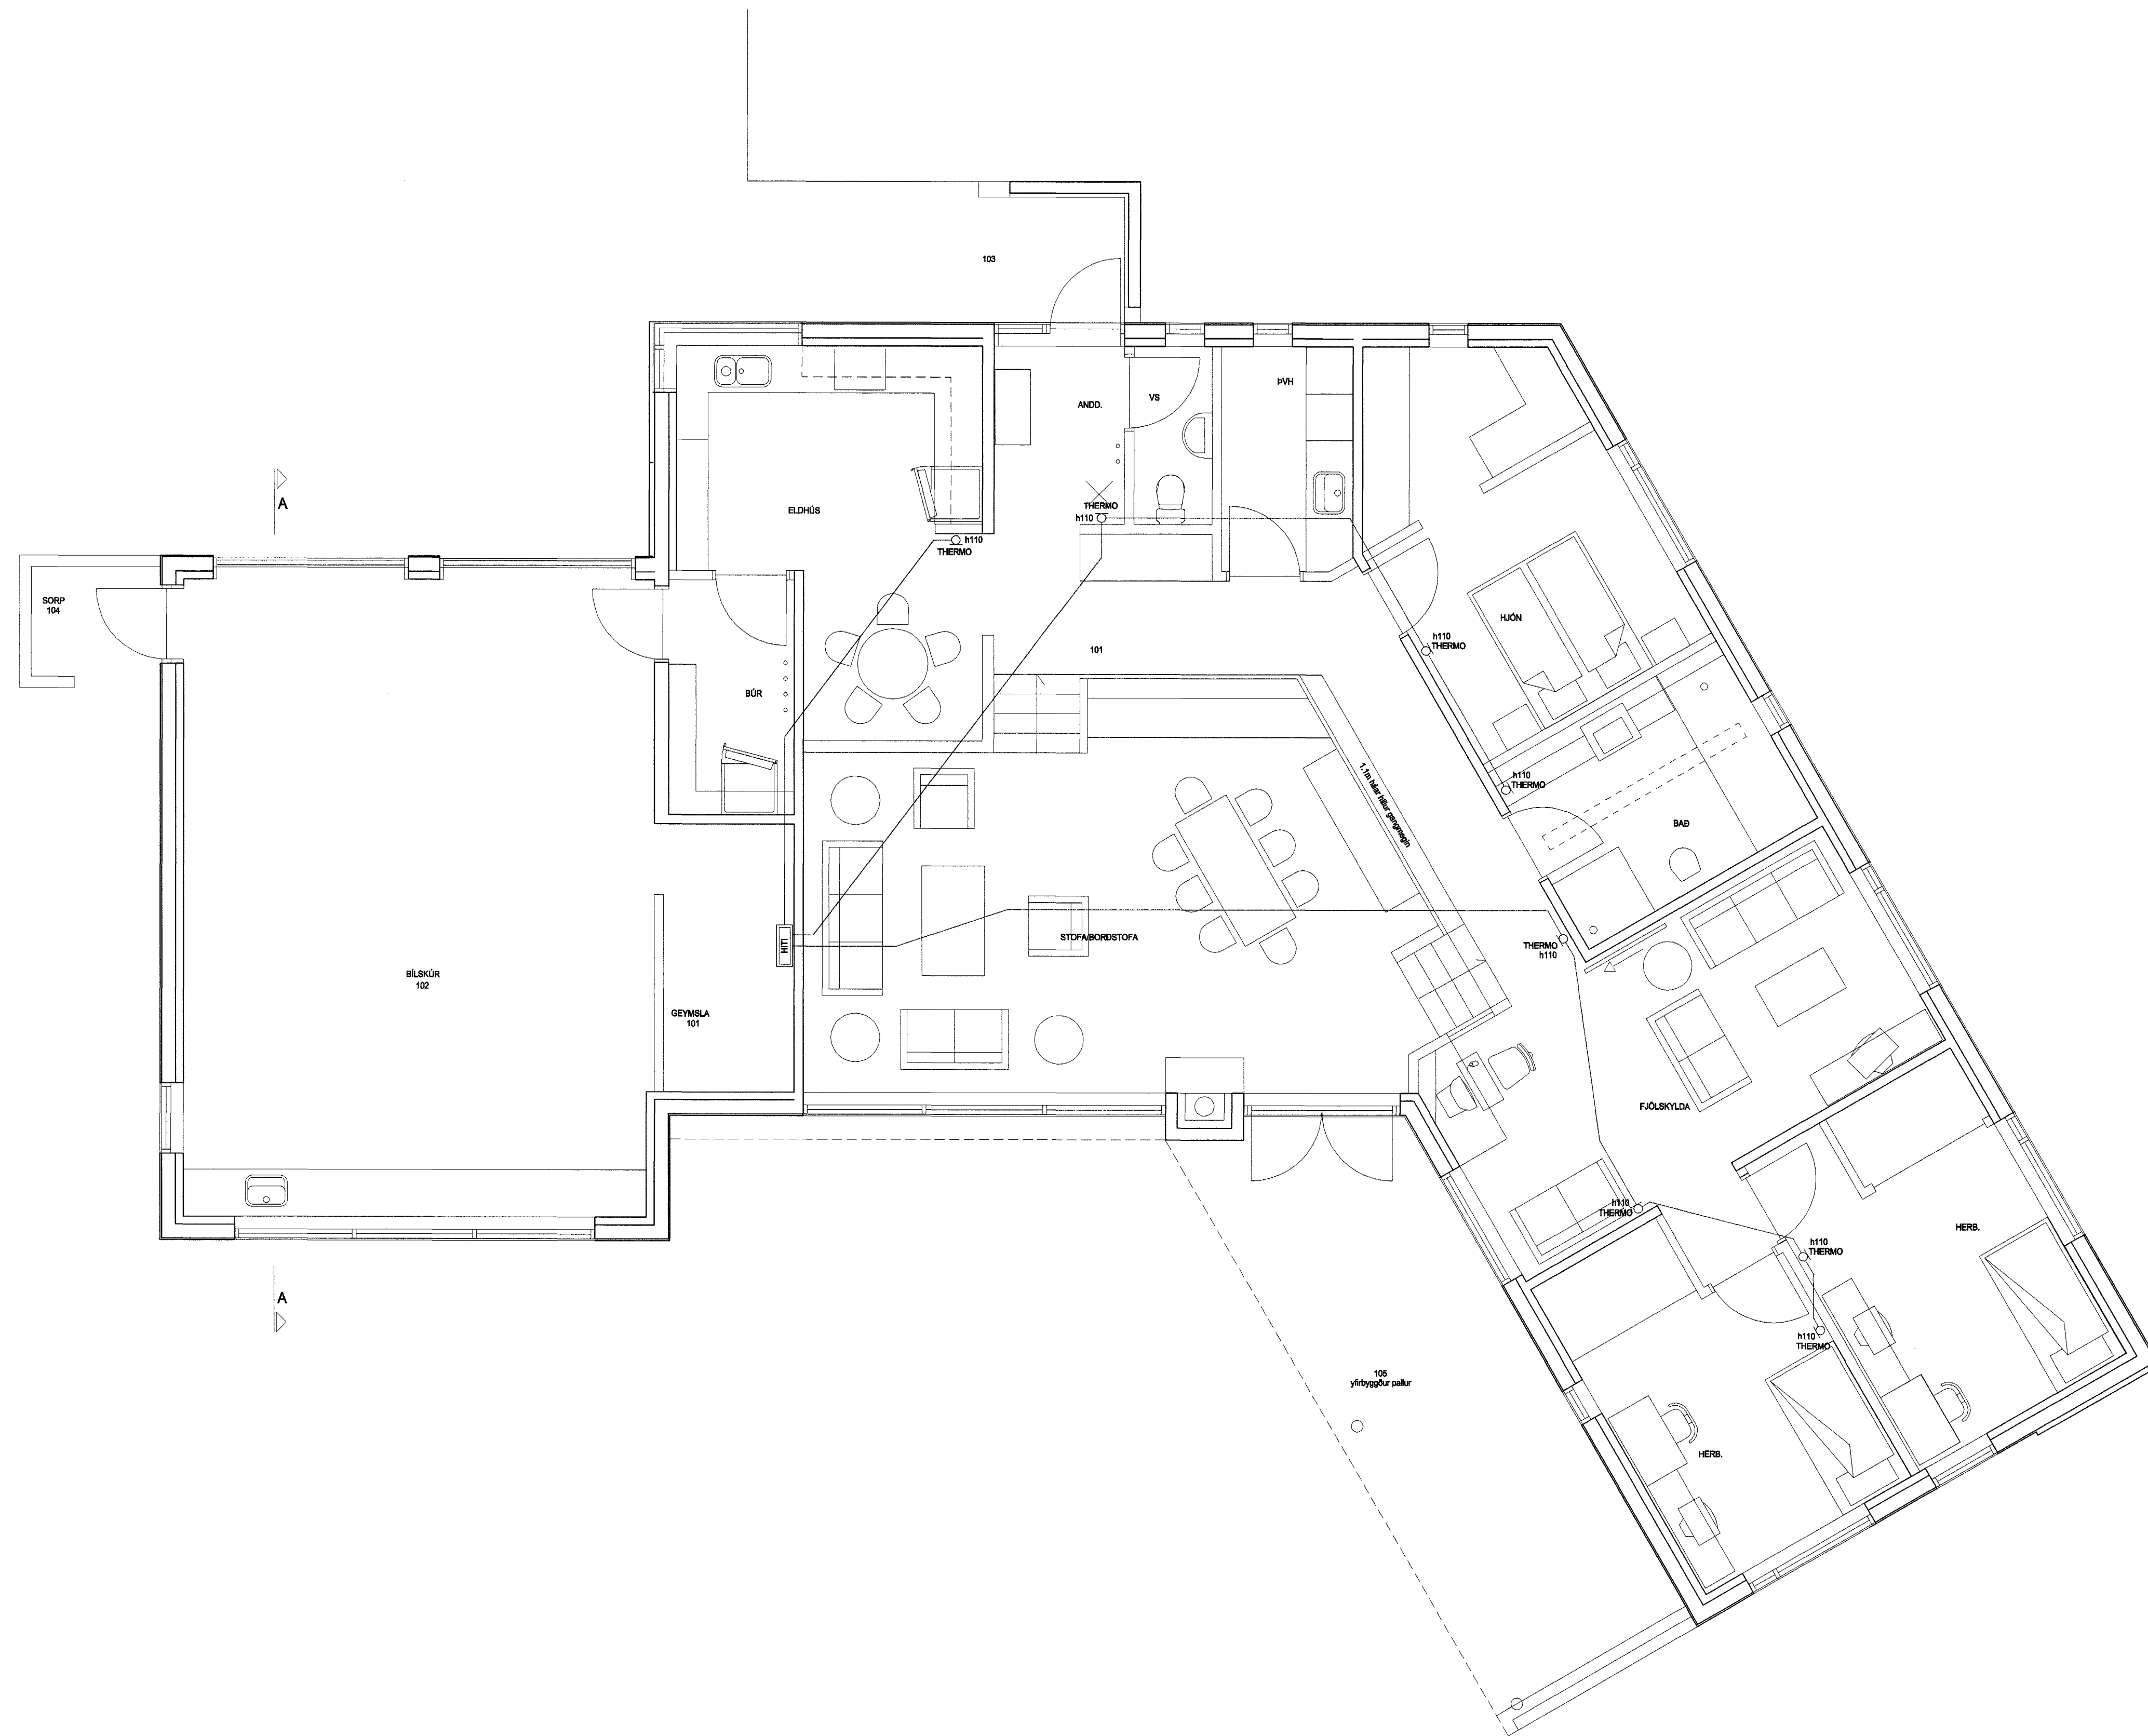 103
ÞVH
VS
ANDD.
A
THERMO
h110
ELDHÚS
h110
THERMO
SORP
104
HJÓN
h110
THERMO
101
BÚR
1.1m háar hillur gangmegin
h110
THERMO
BAÐ
STOFA/BORÐSTOFA
HITI
THERMO
h110
BÍLSKÚR
102
GEYMSLA
101
FJÖLSKYLDA
h110
THERMO
HERB.
h110
THERMO
A
h110
THERMO
105
yfirbyggður pallur
HERB.